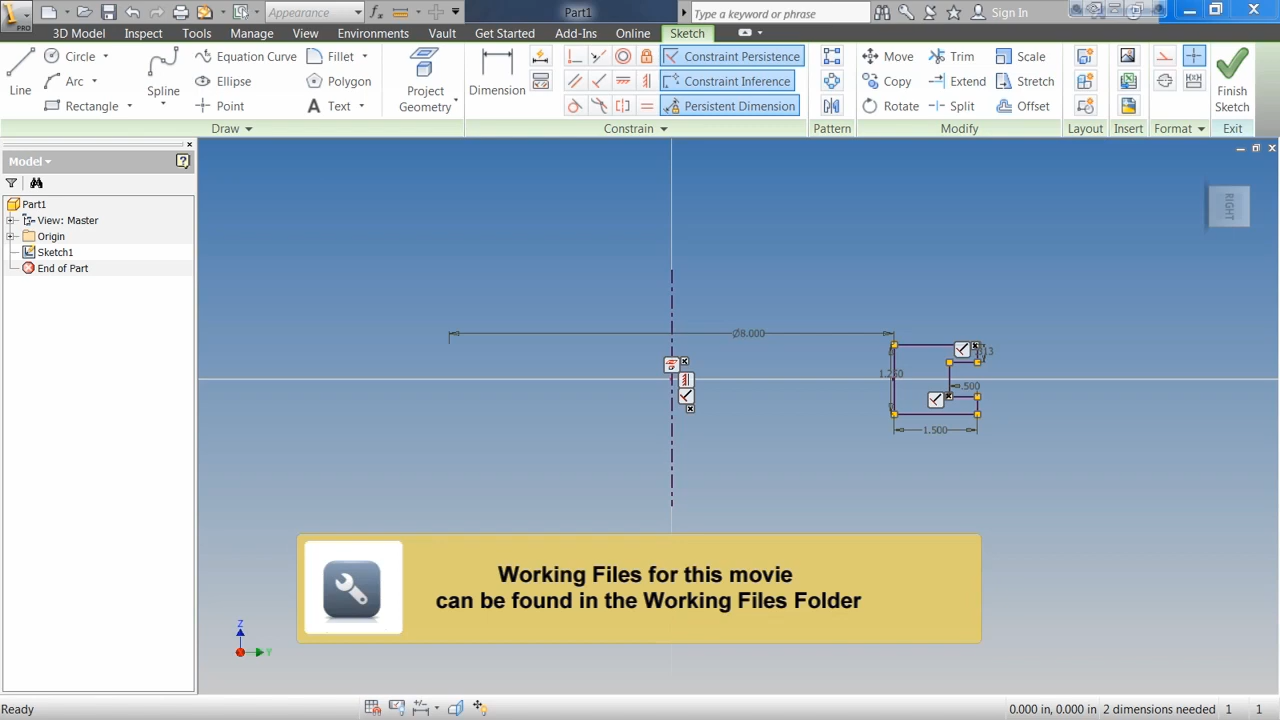 PRO
Appearance
Part1
Type a keyword or phrase
Sign In
3D Model
Inspect
Tools
Manage
View
Environments
Vault
Get Started
Add-Ins
Online
Sketch
Line
Circle
Arc
Rectangle
Spline
Equation Curve
Ellipse
Point
Fillet
Polygon
Text
Project
Geometry
Dimension
Constraint Persistence
Constraint Inference
Persistent Dimension
Move
Copy
Rotate
Trim
Extend
Split
Scale
Stretch
Offset
Finish
Sketch
Draw
Constrain
Pattern
Modify
Layout
Insert
Format
Exit
Model
Part1
View: Master
Origin
Sketch1
End of Part
RIGHT
Ø8.000
1.250
.500
1.500
Working Files for this movie
can be found in the Working Files Folder
Z
Y
Ready
0.000 in, 0.000 in
2 dimensions needed
1
1